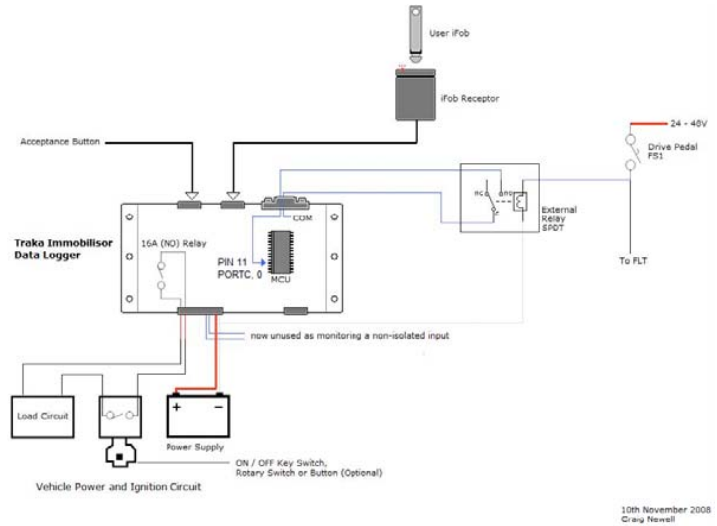 User iFob
iFob Receptor
24 - 48V
Acceptance Button
Drive Pedal
FS1
NC
NO
COM
External
Relay
SPDT
Traka Immobilisor
Data Logger
16A (NO) Relay
PIN 11
PORTC, 0
MCU
To FLT
now unused as monitoring a non-isolated input
Load Circuit
+ −
Power Supply
ON / OFF Key Switch,
Rotary Switch or Button (Optional)
Vehicle Power and Ignition Circuit
10th November 2008
Craig Newell